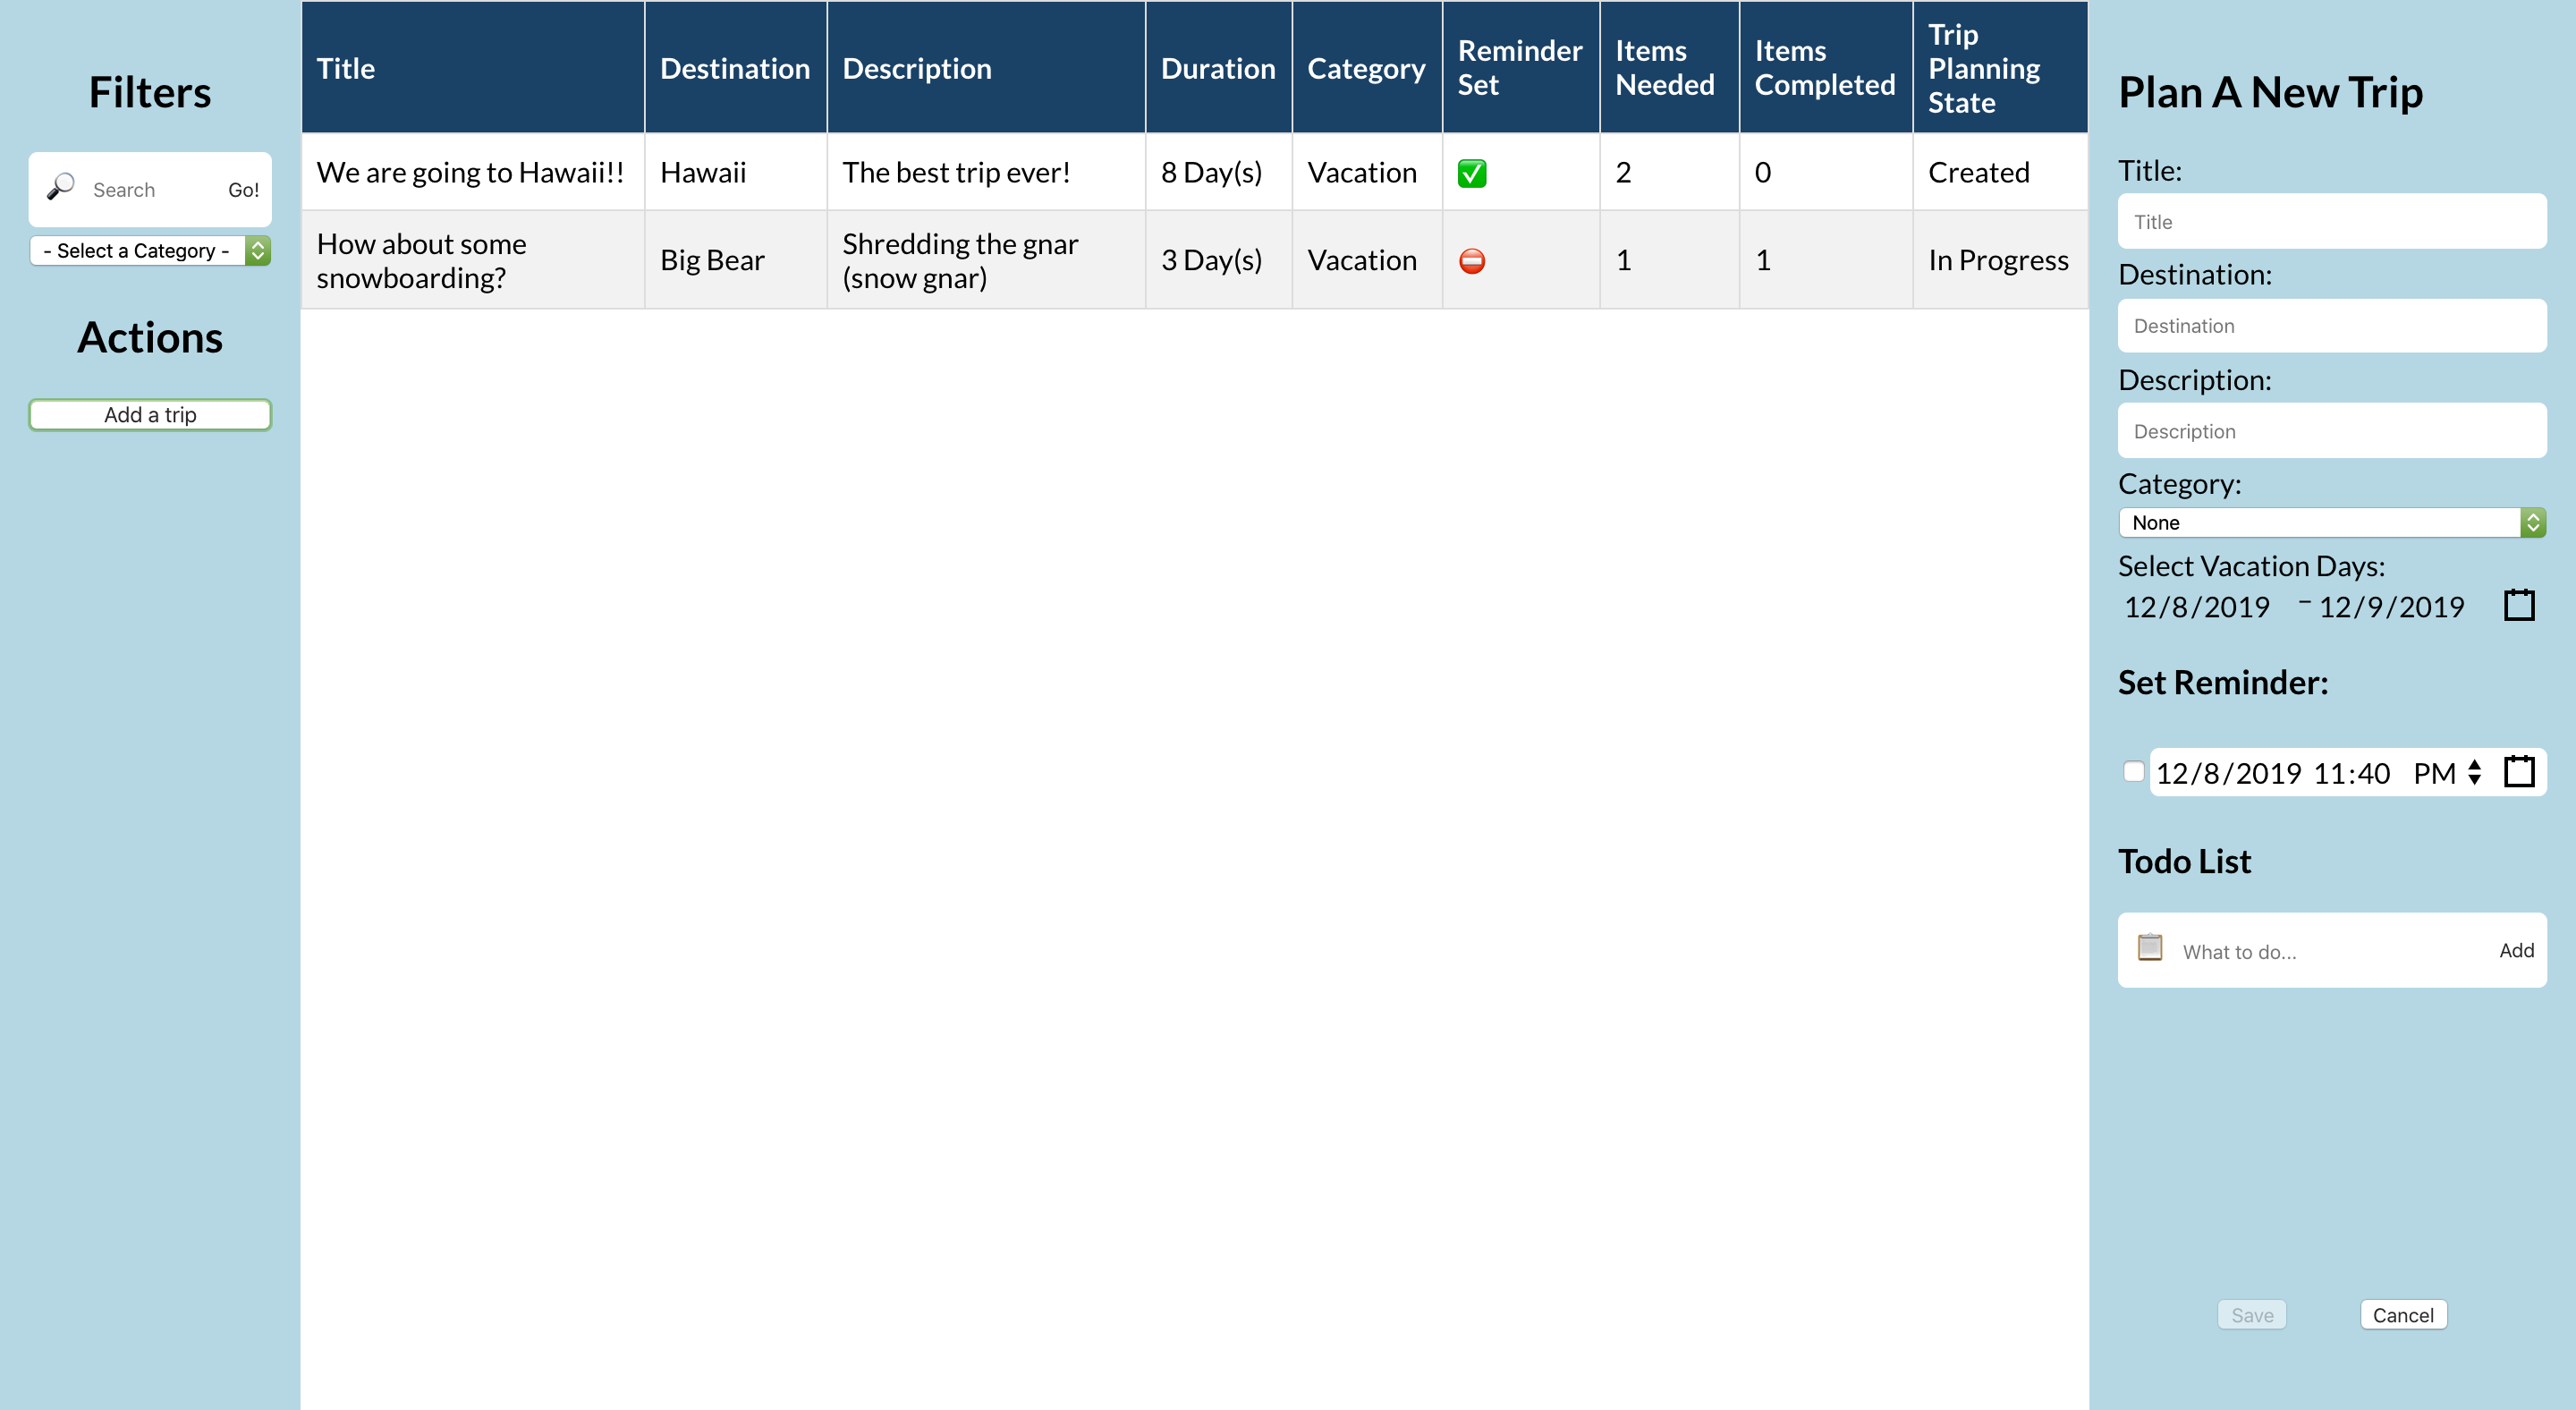 Filters
Search Go!
- Select a Category -
Actions
Add a trip
Title Destination Description Duration Category Reminder Set Items Needed Items Completed Trip Planning State
We are going to Hawaii!! Hawaii The best trip ever! 8 Day(s) Vacation 2 0 Created
How about some snowboarding? Big Bear Shredding the gnar (snow gnar) 3 Day(s) Vacation 1 1 In Progress
Plan A New Trip
Title:
Title
Destination:
Destination
Description:
Description
Category:
None
Select Vacation Days:
12/8/2019 – 12/9/2019
Set Reminder:
12/8/2019 11:40 PM
Todo List
What to do... Add
Save Cancel